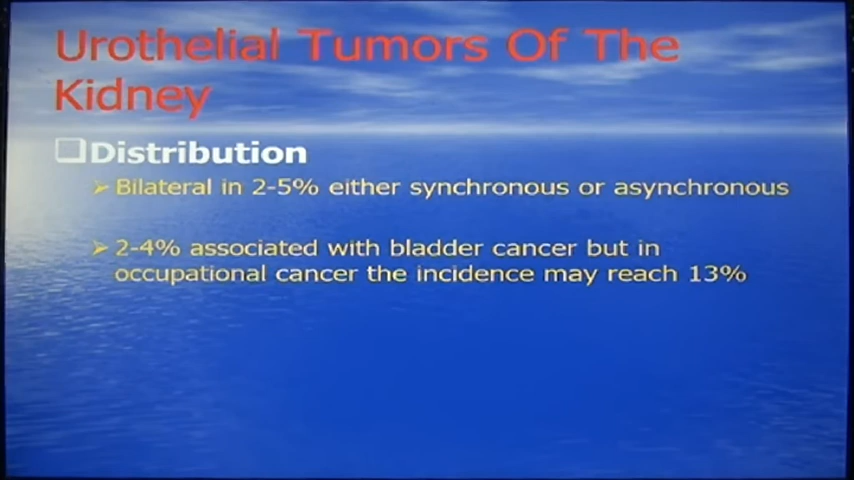 Urothelial Tumors Of The
Kidney
Distribution
Bilateral in 2-5% either synchronous or asynchronous
2-4% associated with bladder cancer but in
occupational cancer the incidence may reach 13%